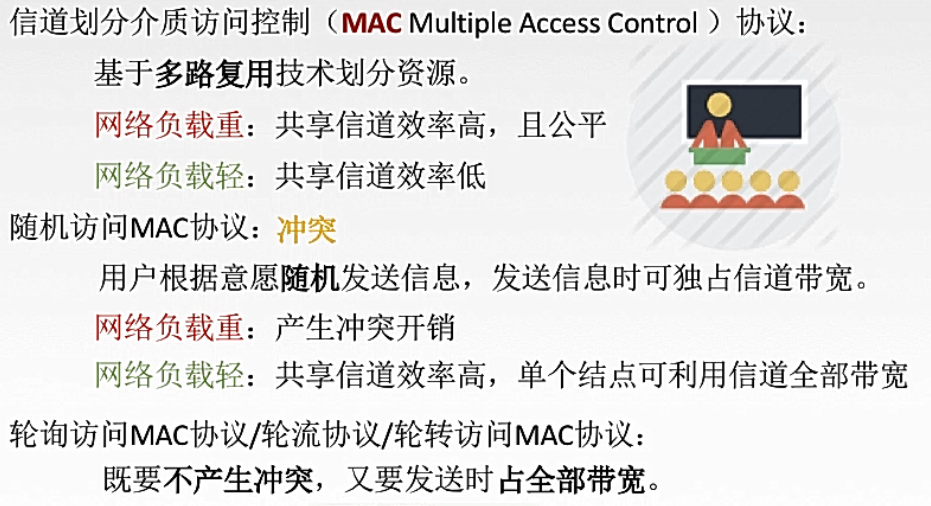 信道划分介质访问控制（MAC Multiple Access Control ）协议：
基于多路复用技术划分资源。
网络负载重：共享信道效率高，且公平
网络负载轻：共享信道效率低
随机访问MAC协议：冲突
用户根据意愿随机发送信息，发送信息时可独占信道带宽。
网络负载重：产生冲突开销
网络负载轻：共享信道效率高，单个结点可利用信道全部带宽
轮询访问MAC协议/轮流协议/轮转访问MAC协议：
既要不产生冲突，又要发送时占全部带宽。